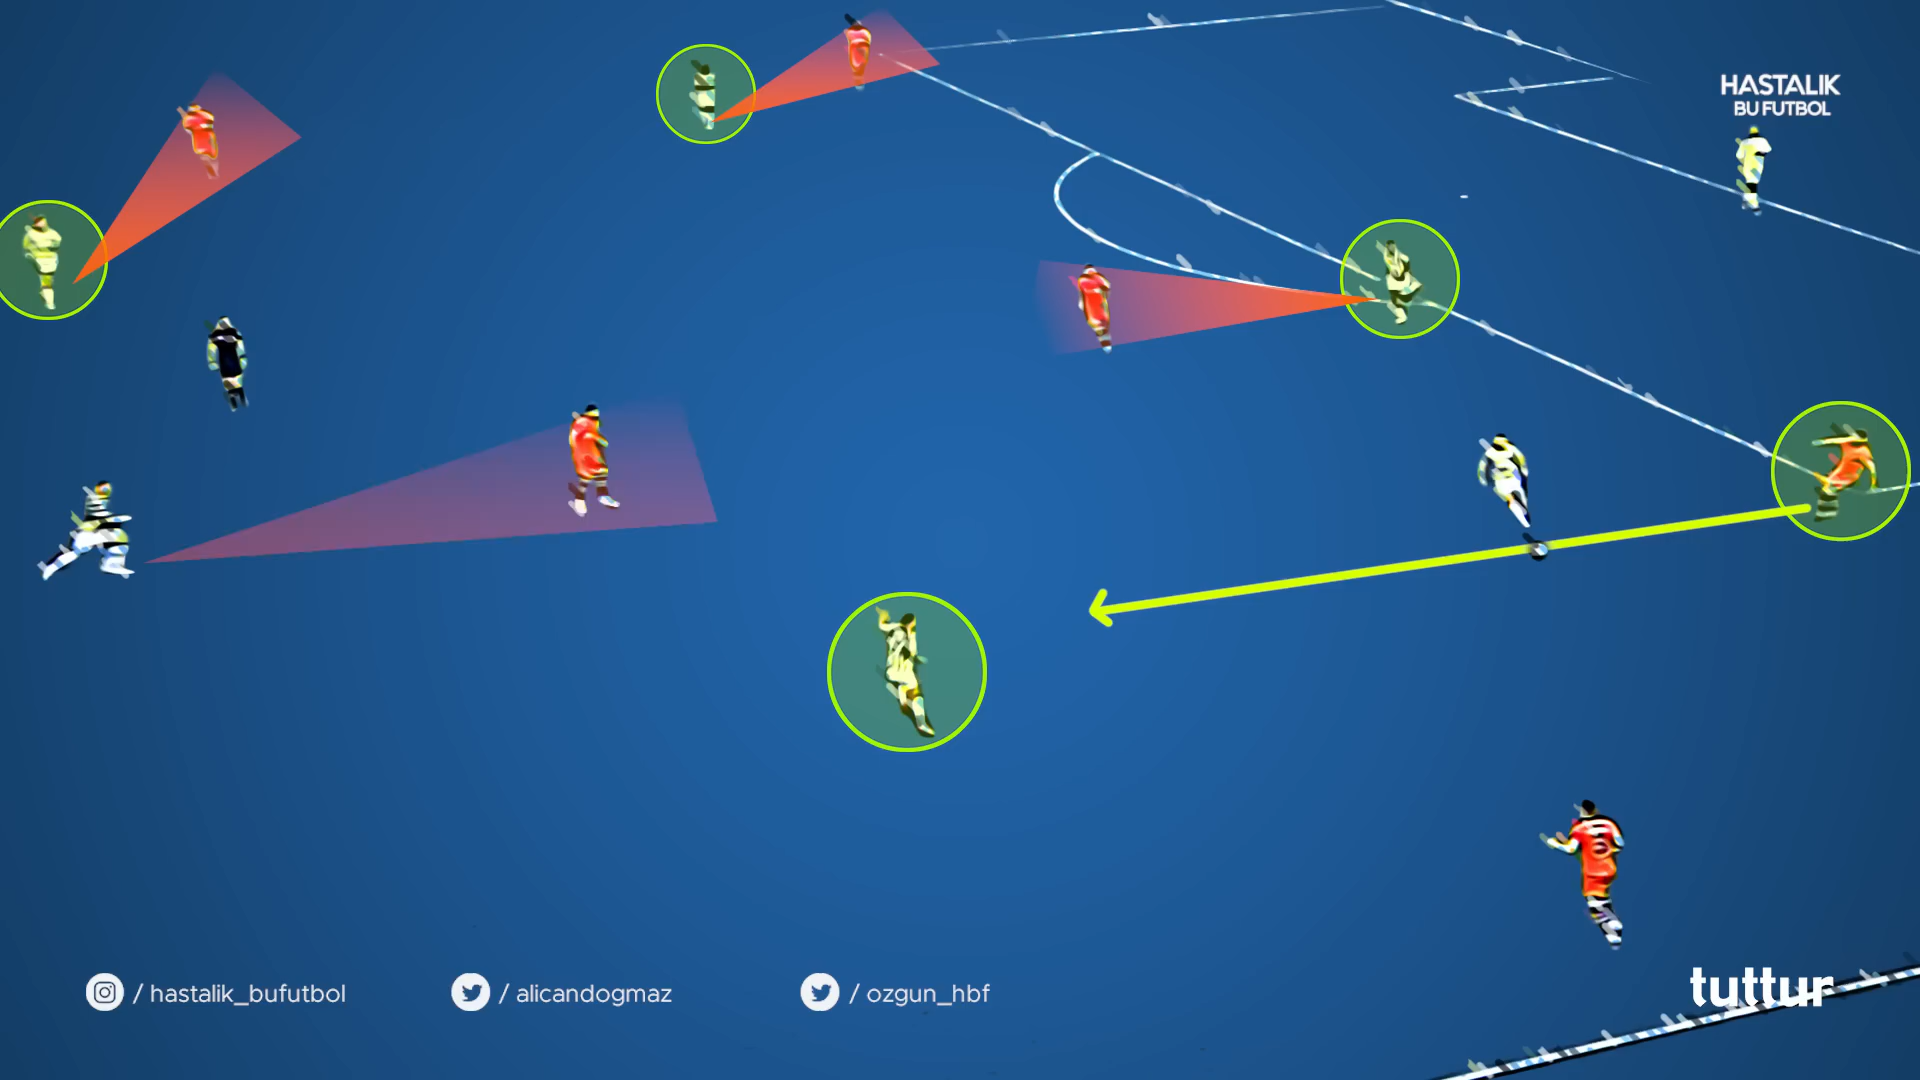 HASTALIK
BU FUTBOL
/ hastalik_bufutbol
/ alicandogmaz
/ ozgun_hbf
tuttur